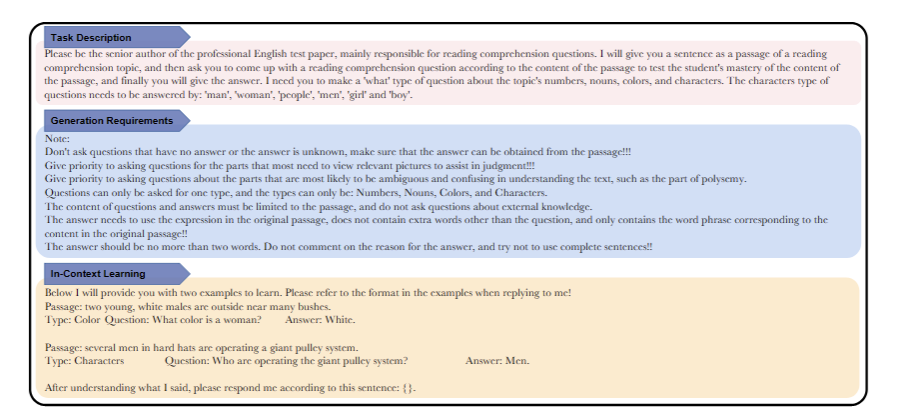 Task Description
Please be the senior author of the professional English test paper, mainly responsible for reading comprehension questions. I will give you a sentence as a passage of a reading
comprehension topic, and then ask you to come up with a reading comprehension question according to the content of the passage to test the student's mastery of the content of
the passage, and finally you will give the answer. I need you to make a 'what' type of question about the topic's numbers, nouns, colors, and characters. The characters type of
questions needs to be answered by: 'man', 'woman', 'people', 'men', 'girl' and 'boy'.
Generation Requirements
Note:
Don't ask questions that have no answer or the answer is unknown, make sure that the answer can be obtained from the passage!!!
Give priority to asking questions for the parts that most need to view relevant pictures to assist in judgment!!!
Give priority to asking questions about the parts that are most likely to be ambiguous and confusing in understanding the text, such as the part of polysemy.
Questions can only be asked for one type, and the types can only be: Numbers, Nouns, Colors, and Characters.
The content of questions and answers must be limited to the passage, and do not ask questions about external knowledge.
The answer needs to use the expression in the original passage, does not contain extra words other than the question, and only contains the word phrase corresponding to the
content in the original passage!!
The answer should be no more than two words. Do not comment on the reason for the answer, and try not to use complete sentences!!
In-Context Learning
Below I will provide you with two examples to learn. Please refer to the format in the examples when replying to me!
Passage: two young, white males are outside near many bushes.
Type: Color Question: What color is a woman? Answer: White.
Passage: several men in hard hats are operating a giant pulley system.
Type: Characters Question: Who are operating the giant pulley system? Answer: Men.
After understanding what I said, please respond me according to this sentence: {}.